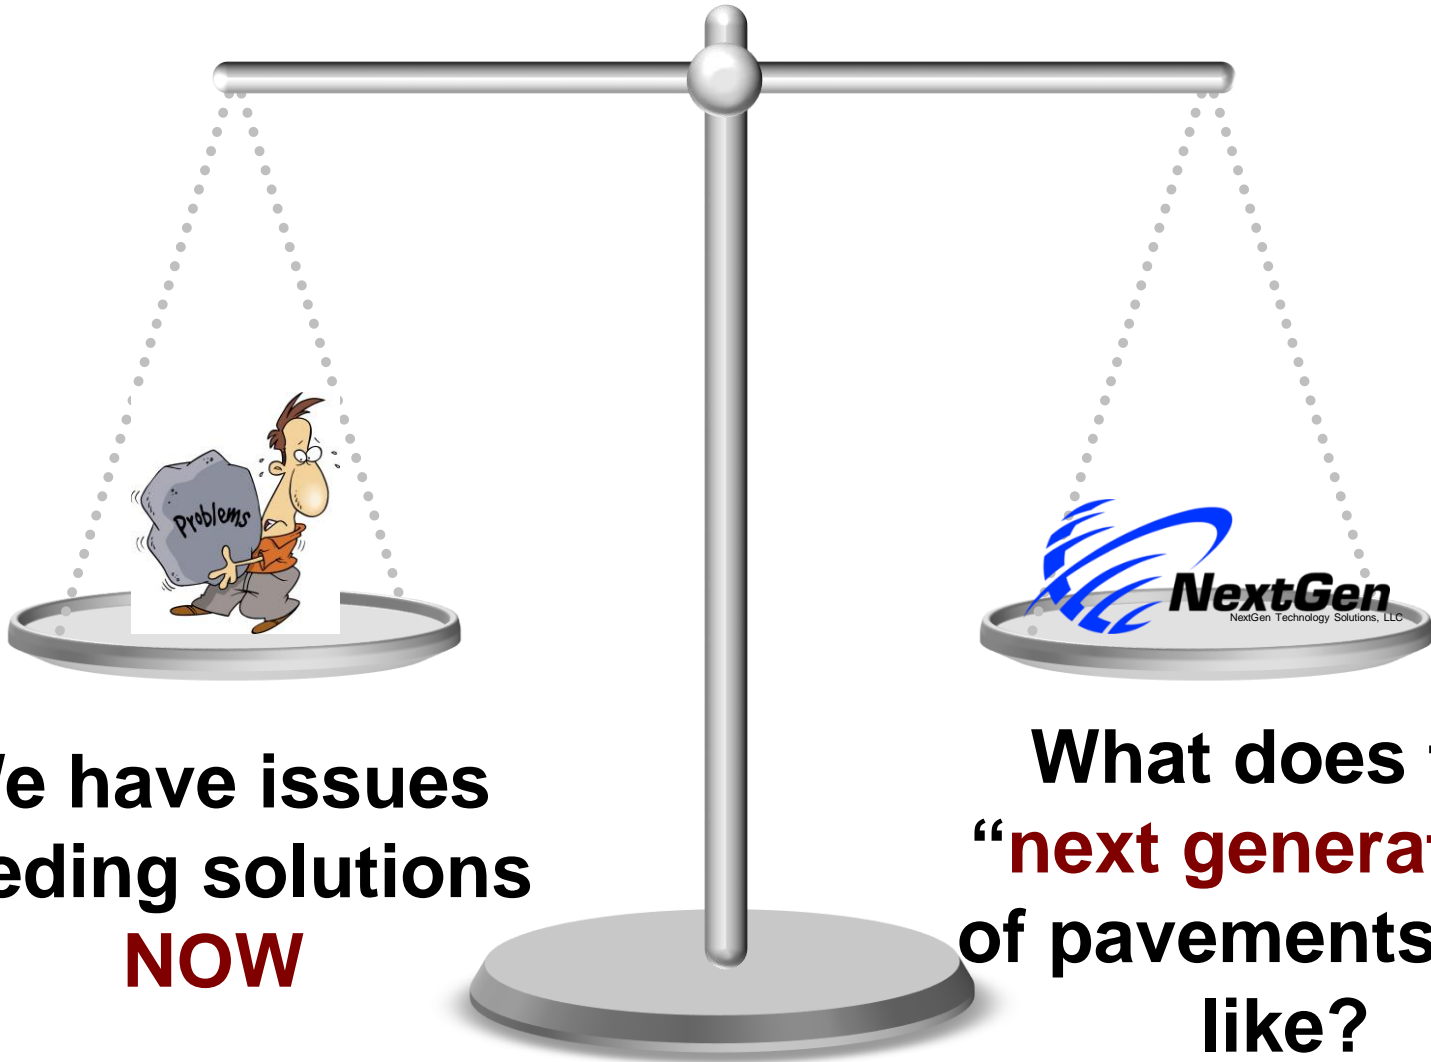 Problems
NextGen
NextGen Technology Solutions, LLC
e have issues
eding solutions
NOW
What does
“next genera
of pavements
like?